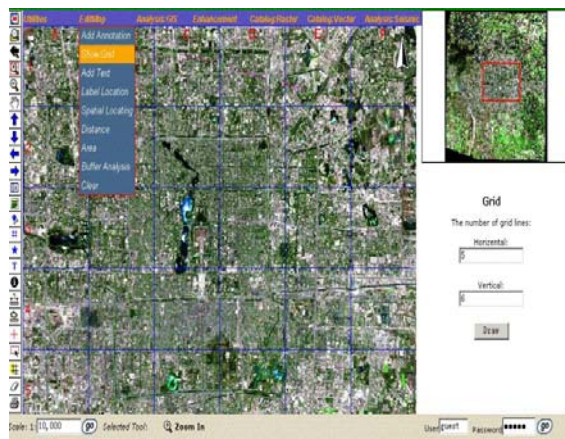 Utilities EditMap Analysis:GIS Enhancement Catalog:Raster Catalog:Vector Analysis:Seismic
Add Annotation
Show Grid
Add Text
Label Location
Spatial Locating
Distance
Area
Buffer Analysis
Clear
Grid
The number of grid lines:
Horizontal:
5
Vertical:
6
Draw
Scale: 1: 10,000 go Selected Tool: Zoom In User guest Password ●●●●● go